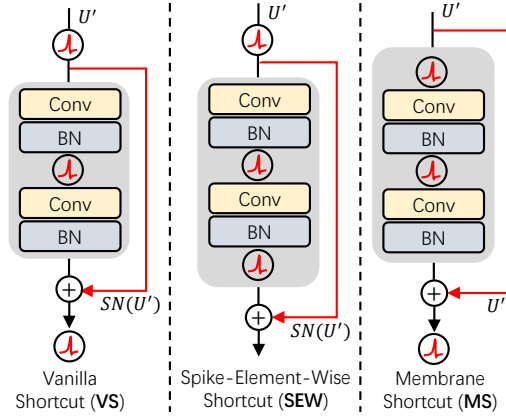 U'
Conv
BN
Conv
BN
+
SN(U')
Vanilla
Shortcut (VS)
U'
Conv
BN
Conv
BN
+
SN(U')
Spike-Element-Wise
Shortcut (SEW)
U'
Conv
BN
Conv
BN
+
U'
Membrane
Shortcut (MS)